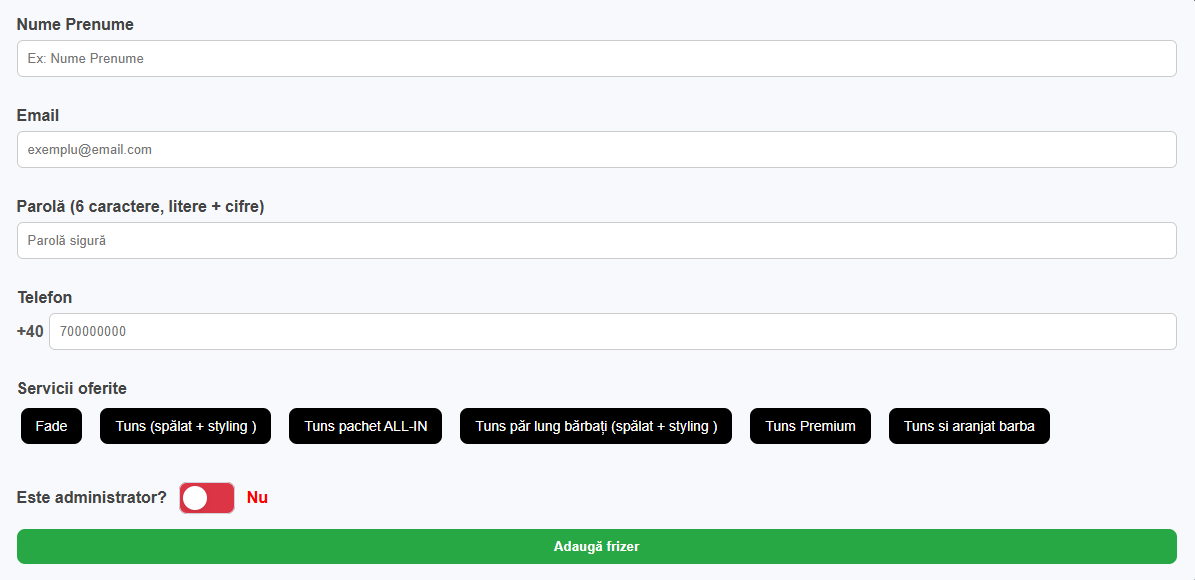 Nume Prenume
Ex: Nume Prenume
Email
exemplu@email.com
Parolă (6 caractere, litere + cifre)
Parolă sigură
Telefon
+40 700000000
Servicii oferite
Fade Tuns (spălat + styling ) Tuns pachet ALL-IN Tuns păr lung bărbați (spălat + styling ) Tuns Premium Tuns si aranjat barba
Este administrator? Nu
Adaugă frizer